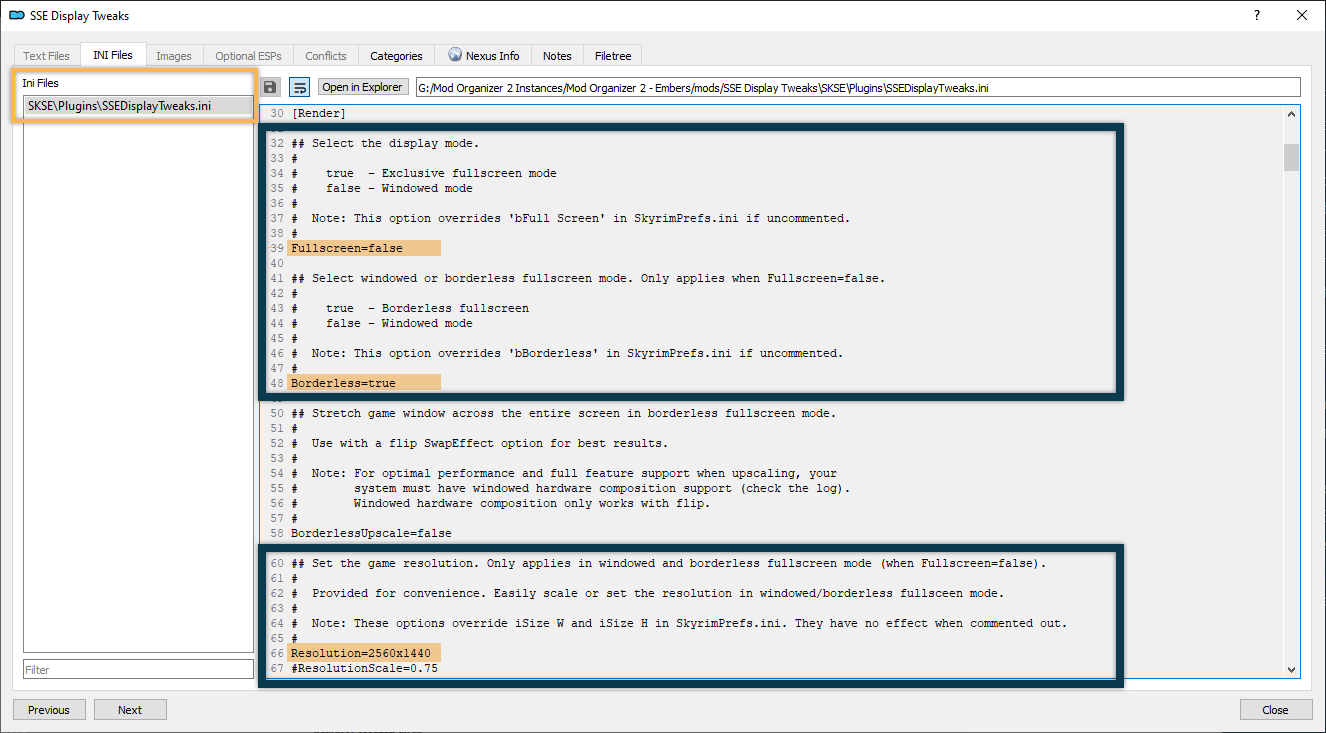 SSE Display Tweaks
? X
Text Files INI Files Images Optional ESPs Conflicts Categories Nexus Info Notes Filetree
Ini Files
SKSE\Plugins\SSEDisplayTweaks.ini
Open in Explorer G:/Mod Organizer 2 Instances/Mod Organizer 2 - Embers/mods/SSE Display Tweaks\SKSE\Plugins\SSEDisplayTweaks.ini
30 [Render]
32 ## Select the display mode.
33 #
34 #    true  - Exclusive fullscreen mode
35 #    false - Windowed mode
36 #
37 #  Note: This option overrides 'bFull Screen' in SkyrimPrefs.ini if uncommented.
38 #
39 Fullscreen=false
40
41 ## Select windowed or borderless fullscreen mode. Only applies when Fullscreen=false.
42 #
43 #    true  - Borderless fullscreen
44 #    false - Windowed mode
45 #
46 #  Note: This option overrides 'bBorderless' in SkyrimPrefs.ini if uncommented.
47 #
48 Borderless=true
50 ## Stretch game window across the entire screen in borderless fullscreen mode.
51 #
52 #  Use with a flip SwapEffect option for best results.
53 #
54 #  Note: For optimal performance and full feature support when upscaling, your
55 #        system must have windowed hardware composition support (check the log).
56 #        Windowed hardware composition only works with flip.
57 #
58 BorderlessUpscale=false
60 ## Set the game resolution. Only applies in windowed and borderless fullscreen mode (when Fullscreen=false).
61 #
62 #  Provided for convenience. Easily scale or set the resolution in windowed/borderless fullsceen mode.
63 #
64 #  Note: These options override iSize W and iSize H in SkyrimPrefs.ini. They have no effect when commented out.
65 #
66 Resolution=2560x1440
67 #ResolutionScale=0.75
Filter
Previous Next Close